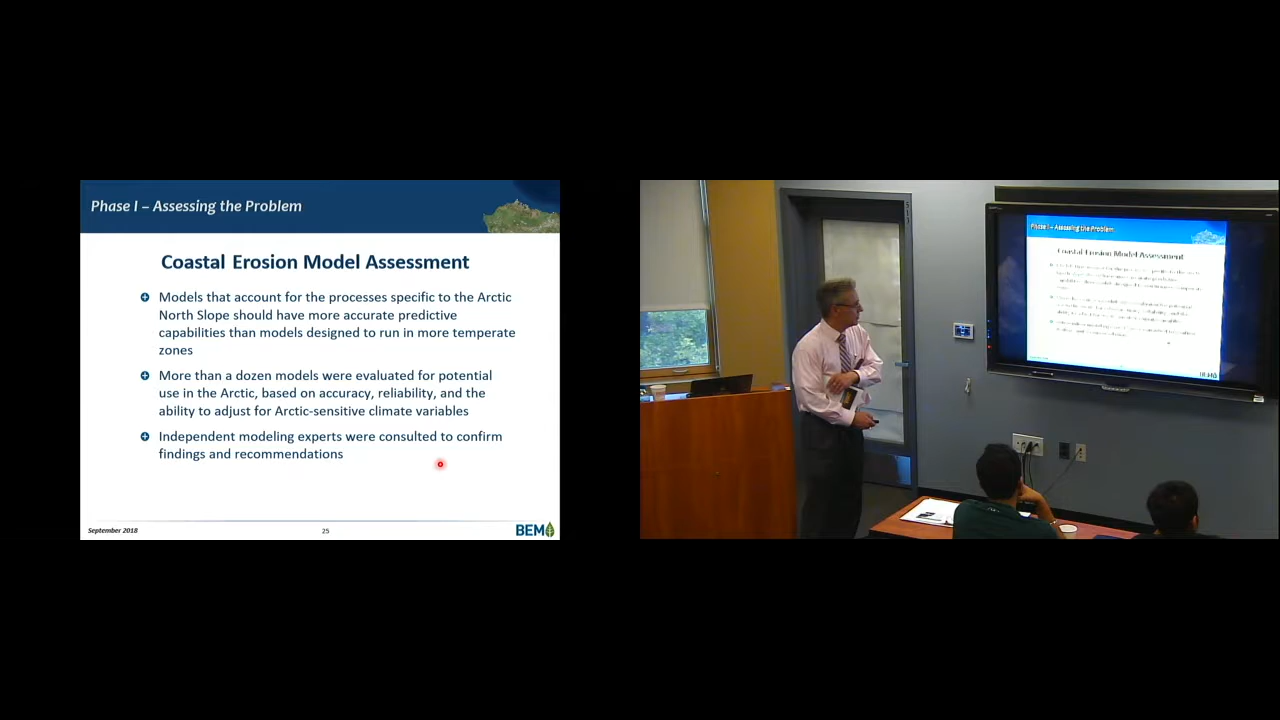 Phase I – Assessing the Problem
Coastal Erosion Model Assessment
Models that account for the processes specific to the Arctic
North Slope should have more accurate predictive
capabilities than models designed to run in more temperate
zones
More than a dozen models were evaluated for potential
use in the Arctic, based on accuracy, reliability, and the
ability to adjust for Arctic-sensitive climate variables
Independent modeling experts were consulted to confirm
findings and recommendations
September 2018
25
BEM
Phase I – Assessing the Problem
Coastal Erosion Model Assessment